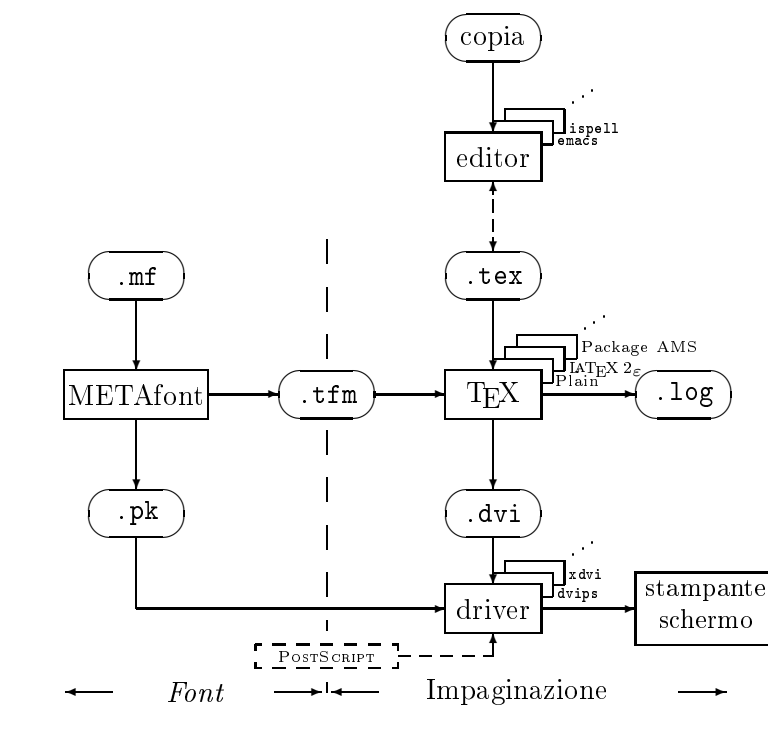 copia
ispell
emacs
editor
.mf
.tex
Package AMS
LATEX 2ε
Plain
METAfont
.tfm
TEX
.log
.pk
.dvi
xdvi
dvips
driver
stampante
schermo
PostScript
Font
Impaginazione